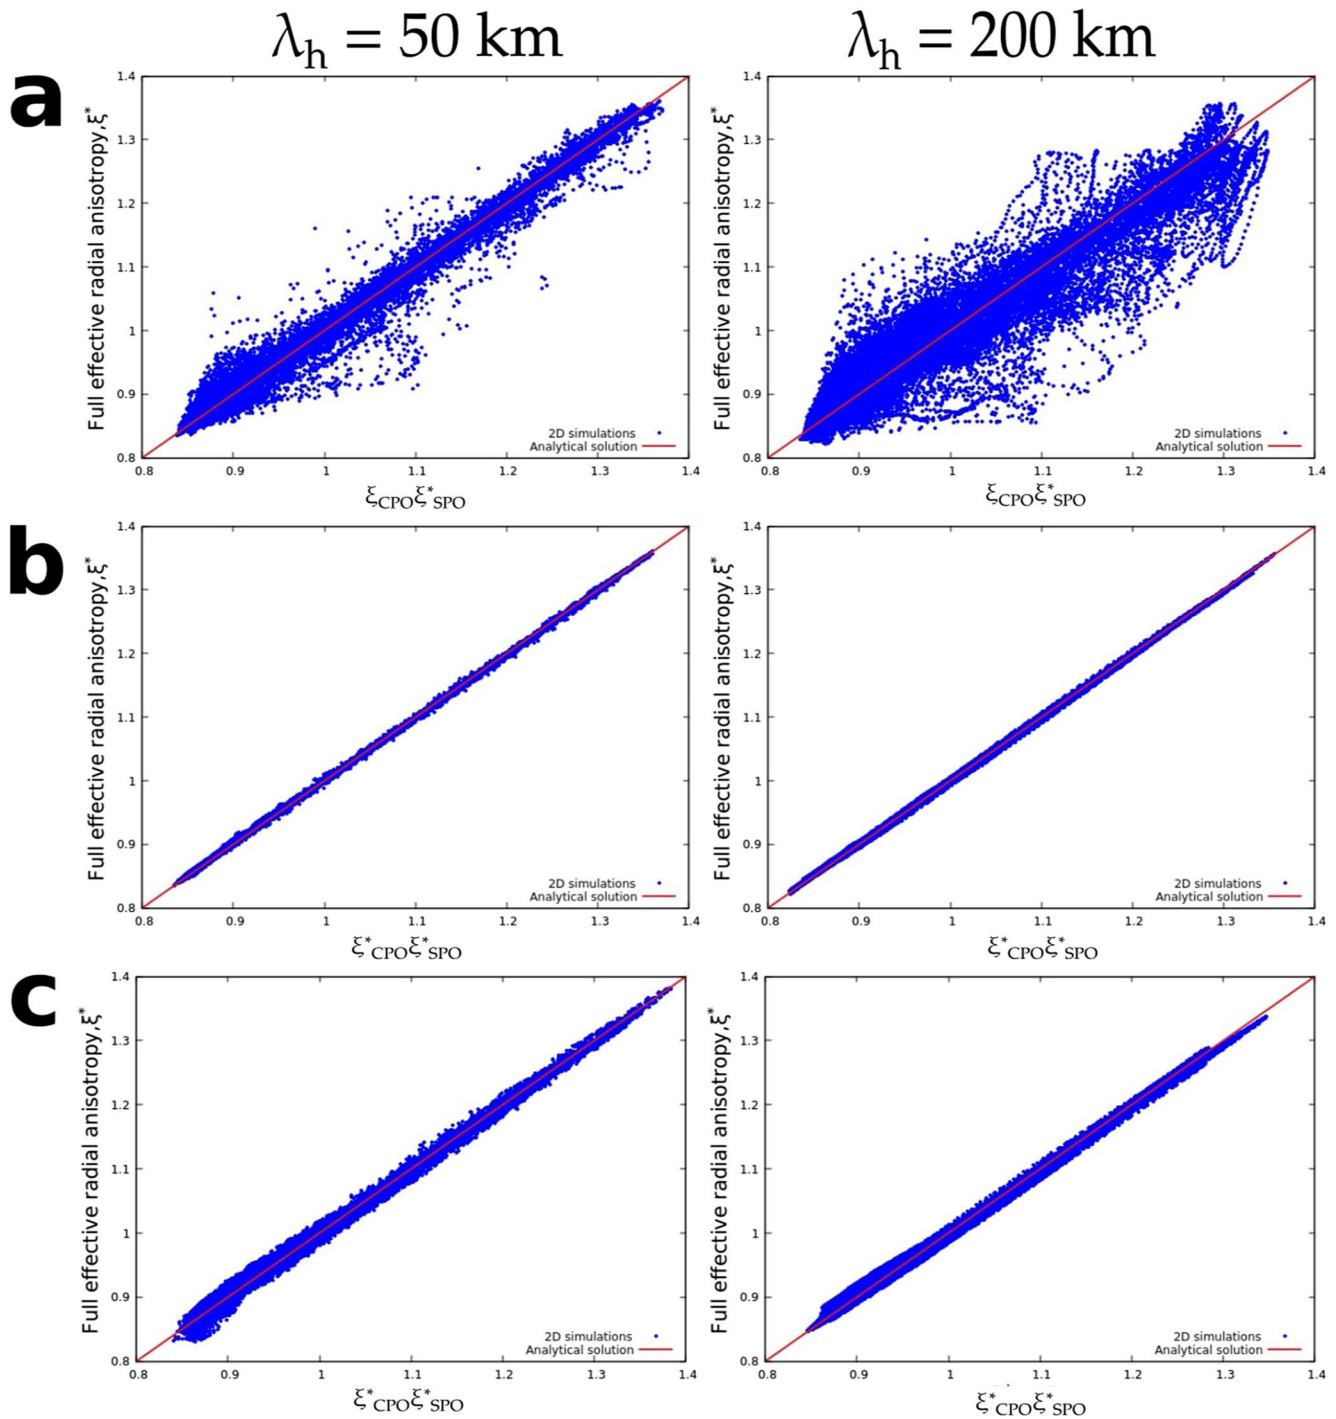 λh = 50 km
λh = 200 km
a
1.4
1.3
1.2
1.1
1
0.9
0.8
Full effective radial anisotropy,ξ*
2D simulations
Analytical solution
0.8 0.9 1 1.1 1.2 1.3 1.4
ξCPOξ*SPO
1.4
1.3
1.2
1.1
1
0.9
0.8
Full effective radial anisotropy,ξ*
2D simulations
Analytical solution
0.8 0.9 1 1.1 1.2 1.3 1.4
ξCPOξ*SPO
b
1.4
1.3
1.2
1.1
1
0.9
0.8
Full effective radial anisotropy,ξ*
2D simulations
Analytical solution
0.8 0.9 1 1.1 1.2 1.3 1.4
ξ*CPOξ*SPO
1.4
1.3
1.2
1.1
1
0.9
0.8
Full effective radial anisotropy,ξ*
2D simulations
Analytical solution
0.8 0.9 1 1.1 1.2 1.3 1.4
ξ*CPOξ*SPO
c
1.4
1.3
1.2
1.1
1
0.9
0.8
Full effective radial anisotropy,ξ*
2D simulations
Analytical solution
0.8 0.9 1 1.1 1.2 1.3 1.4
ξ*CPOξ*SPO
1.4
1.3
1.2
1.1
1
0.9
0.8
Full effective radial anisotropy,ξ*
2D simulations
Analytical solution
0.8 0.9 1 1.1 1.2 1.3 1.4
ξ*CPOξ*SPO